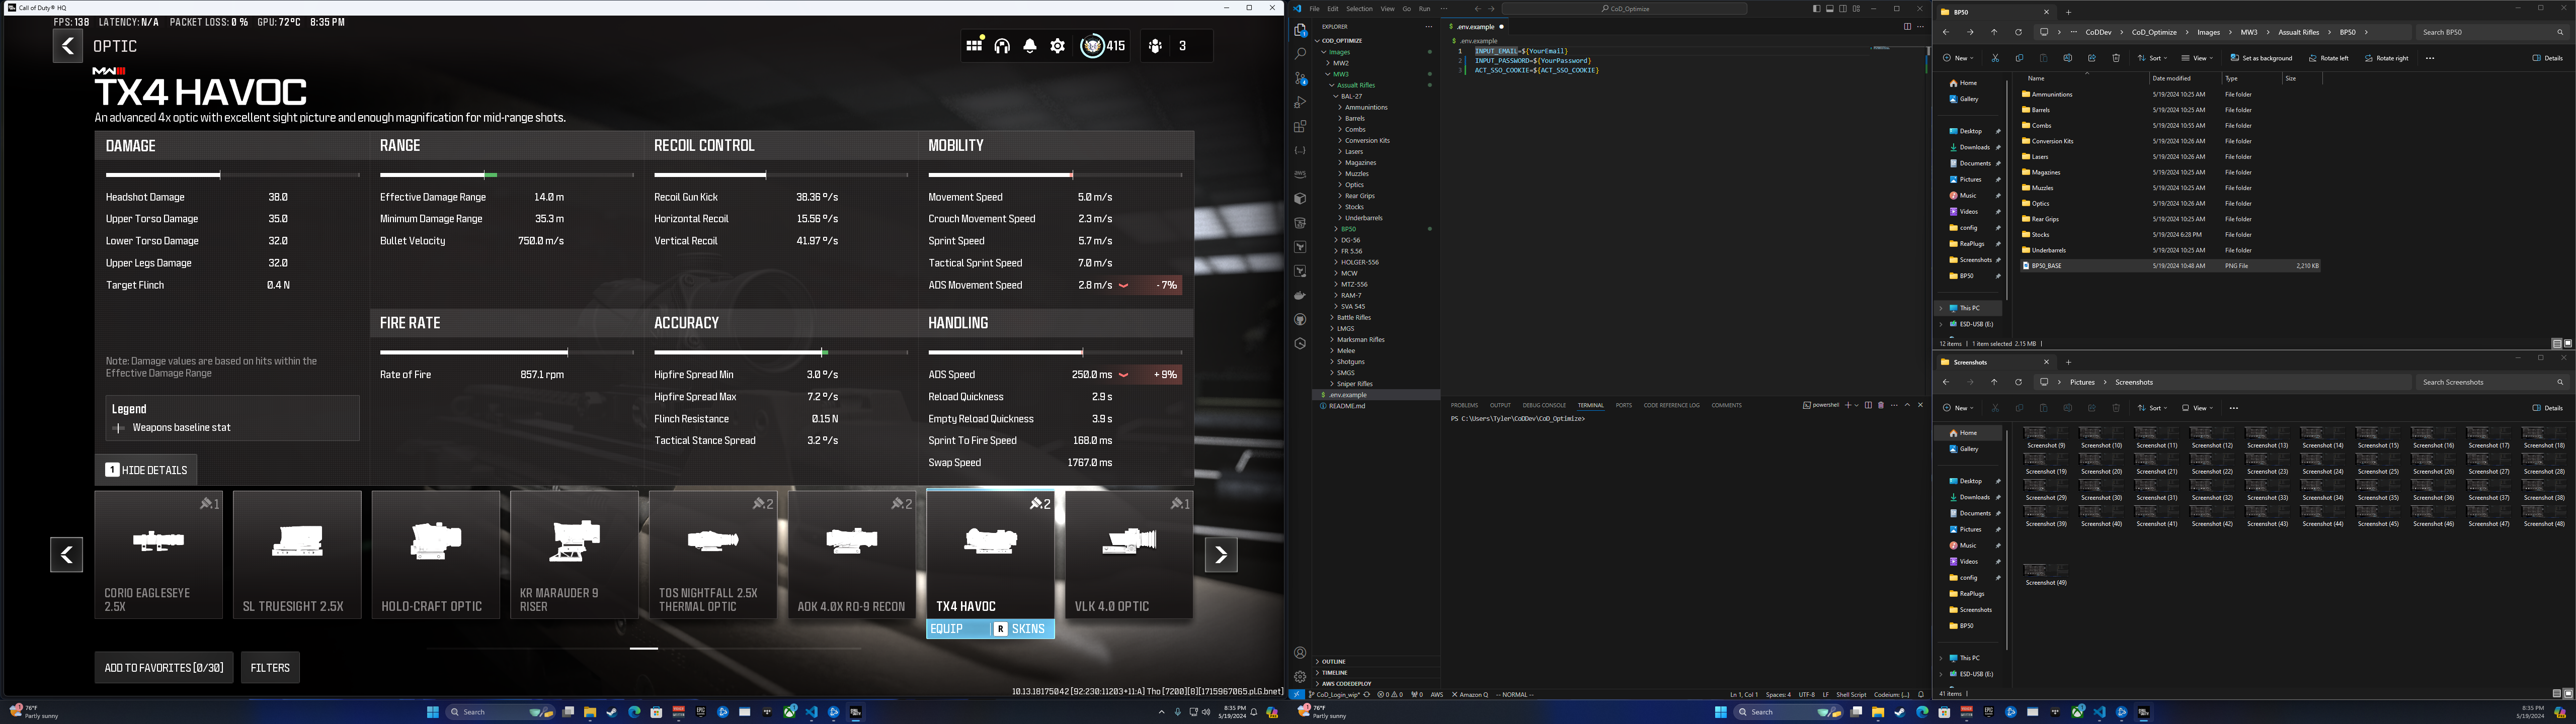 Call of Duty® HQ
FPS: 138 LATENCY: N/A PACKET LOSS: 0 % GPU: 72°C 8:35 PM
OPTIC
415
3
MWIII
TX4 HAVOC
An advanced 4x optic with excellent sight picture and enough magnification for mid-range shots.
DAMAGE
Headshot Damage 38.0
Upper Torso Damage 35.0
Lower Torso Damage 32.0
Upper Legs Damage 32.0
Target Flinch 0.4 N
Note: Damage values are based on hits within the
Effective Damage Range
Legend
Weapons baseline stat
1 HIDE DETAILS
RANGE
Effective Damage Range 14.0 m
Minimum Damage Range 35.3 m
Bullet Velocity 750.0 m/s
RECOIL CONTROL
Recoil Gun Kick 38.36 °/s
Horizontal Recoil 15.56 °/s
Vertical Recoil 41.97 °/s
MOBILITY
Movement Speed 5.0 m/s
Crouch Movement Speed 2.3 m/s
Sprint Speed 5.7 m/s
Tactical Sprint Speed 7.0 m/s
ADS Movement Speed 2.8 m/s - 7%
FIRE RATE
Rate of Fire 857.1 rpm
ACCURACY
Hipfire Spread Min 3.0 °/s
Hipfire Spread Max 7.2 °/s
Flinch Resistance 0.15 N
Tactical Stance Spread 3.2 °/s
HANDLING
ADS Speed 250.0 ms + 9%
Reload Quickness 2.9 s
Empty Reload Quickness 3.9 s
Sprint To Fire Speed 168.0 ms
Swap Speed 1767.0 ms
1
CORIO EAGLESEYE
2.5X
SL TRUESIGHT 2.5X
HOLO-CRAFT OPTIC
KR MARAUDER 9
RISER
2
TOS NIGHTFALL 2.5X
THERMAL OPTIC
2
AOK 4.0X RO-9 RECON
2
TX4 HAVOC
EQUIP | R SKINS
1
VLK 4.0 OPTIC
ADD TO FAVORITES [0/30]
FILTERS
10.13.18175042 [92:230:11203+11:A] Tho [7200][8][1715967065.pl.G.bnet]
File Edit Selection View Go Run ···
CoD_Optimize
EXPLORER
COD_OPTIMIZE
Images
MW2
MW3
Assualt Rifles
BAL-27
Ammunintions
Barrels
Combs
Conversion Kits
Lasers
Magazines
Muzzles
Optics
Rear Grips
Stocks
Underbarrels
BP50
DG-56
FR 5.56
HOLGER-556
MCW
MTZ-556
RAM-7
SVA 545
Battle Rifles
LMGS
Marksman Rifles
Melee
Shotguns
SMGS
Sniper Rifles
.env.example
README.md
OUTLINE
TIMELINE
AWS CODEDEPLOY
.env.example
.env.example
1 INPUT_EMAIL=${YourEmail}
2 INPUT_PASSWORD=${YourPassword}
3 ACT_SSO_COOKIE=${ACT_SSO_COOKIE}
PROBLEMS OUTPUT DEBUG CONSOLE TERMINAL PORTS CODE REFERENCE LOG COMMENTS
powershell
PS C:\Users\Tyler\CoDDev\CoD_Optimize>
CoD_Login_wip* 0 0 0 AWS Amazon Q -- NORMAL --
Ln 1, Col 1 Spaces: 4 UTF-8 LF Shell Script Codeium: {...}
BP50
CoDDev > CoD_Optimize > Images > MW3 > Assualt Rifles > BP50 >
Search BP50
New Sort View Set as background Rotate left Rotate right Details
Home
Gallery
Desktop
Downloads
Documents
Pictures
Music
Videos
config
ReaPlugs
Screenshots
BP50
This PC
ESD-USB (E:)
Name Date modified Type Size
Ammunintions 5/19/2024 10:25 AM File folder
Barrels 5/19/2024 10:25 AM File folder
Combs 5/19/2024 10:55 AM File folder
Conversion Kits 5/19/2024 10:26 AM File folder
Lasers 5/19/2024 10:26 AM File folder
Magazines 5/19/2024 10:25 AM File folder
Muzzles 5/19/2024 10:25 AM File folder
Optics 5/19/2024 10:26 AM File folder
Rear Grips 5/19/2024 10:25 AM File folder
Stocks 5/19/2024 6:28 PM File folder
Underbarrels 5/19/2024 10:25 AM File folder
BP50_BASE 5/19/2024 10:48 AM PNG File 2,210 KB
12 items 1 item selected 2.15 MB
Screenshots
Pictures > Screenshots
Search Screenshots
New Sort View Details
Home
Gallery
Desktop
Downloads
Documents
Pictures
Music
Videos
config
ReaPlugs
Screenshots
BP50
This PC
ESD-USB (E:)
Screenshot (9) Screenshot (10) Screenshot (11) Screenshot (12) Screenshot (13) Screenshot (14) Screenshot (15) Screenshot (16) Screenshot (17) Screenshot (18)
Screenshot (19) Screenshot (20) Screenshot (21) Screenshot (22) Screenshot (23) Screenshot (24) Screenshot (25) Screenshot (26) Screenshot (27) Screenshot (28)
Screenshot (29) Screenshot (30) Screenshot (31) Screenshot (32) Screenshot (33) Screenshot (34) Screenshot (35) Screenshot (36) Screenshot (37) Screenshot (38)
Screenshot (39) Screenshot (40) Screenshot (41) Screenshot (42) Screenshot (43) Screenshot (44) Screenshot (45) Screenshot (46) Screenshot (47) Screenshot (48)
Screenshot (49)
41 items
76°F
Partly sunny
Search
8:35 PM
5/19/2024
76°F
Partly sunny
Search
8:35 PM
5/19/2024